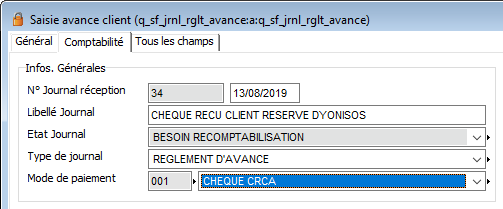 Saisie avance client (q_sf_jrnl_rglt_avance:a:q_sf_jrnl_rglt_avance)
Général Comptabilité Tous les champs
Infos. Générales
N° Journal réception 34 13/08/2019
Libellé Journal CHEQUE RECU CLIENT RESERVE DYONISOS
Etat Journal BESOIN RECOMPTABILISATION
Type de journal REGLEMENT D'AVANCE
Mode de paiement 001 CHEQUE CRCA